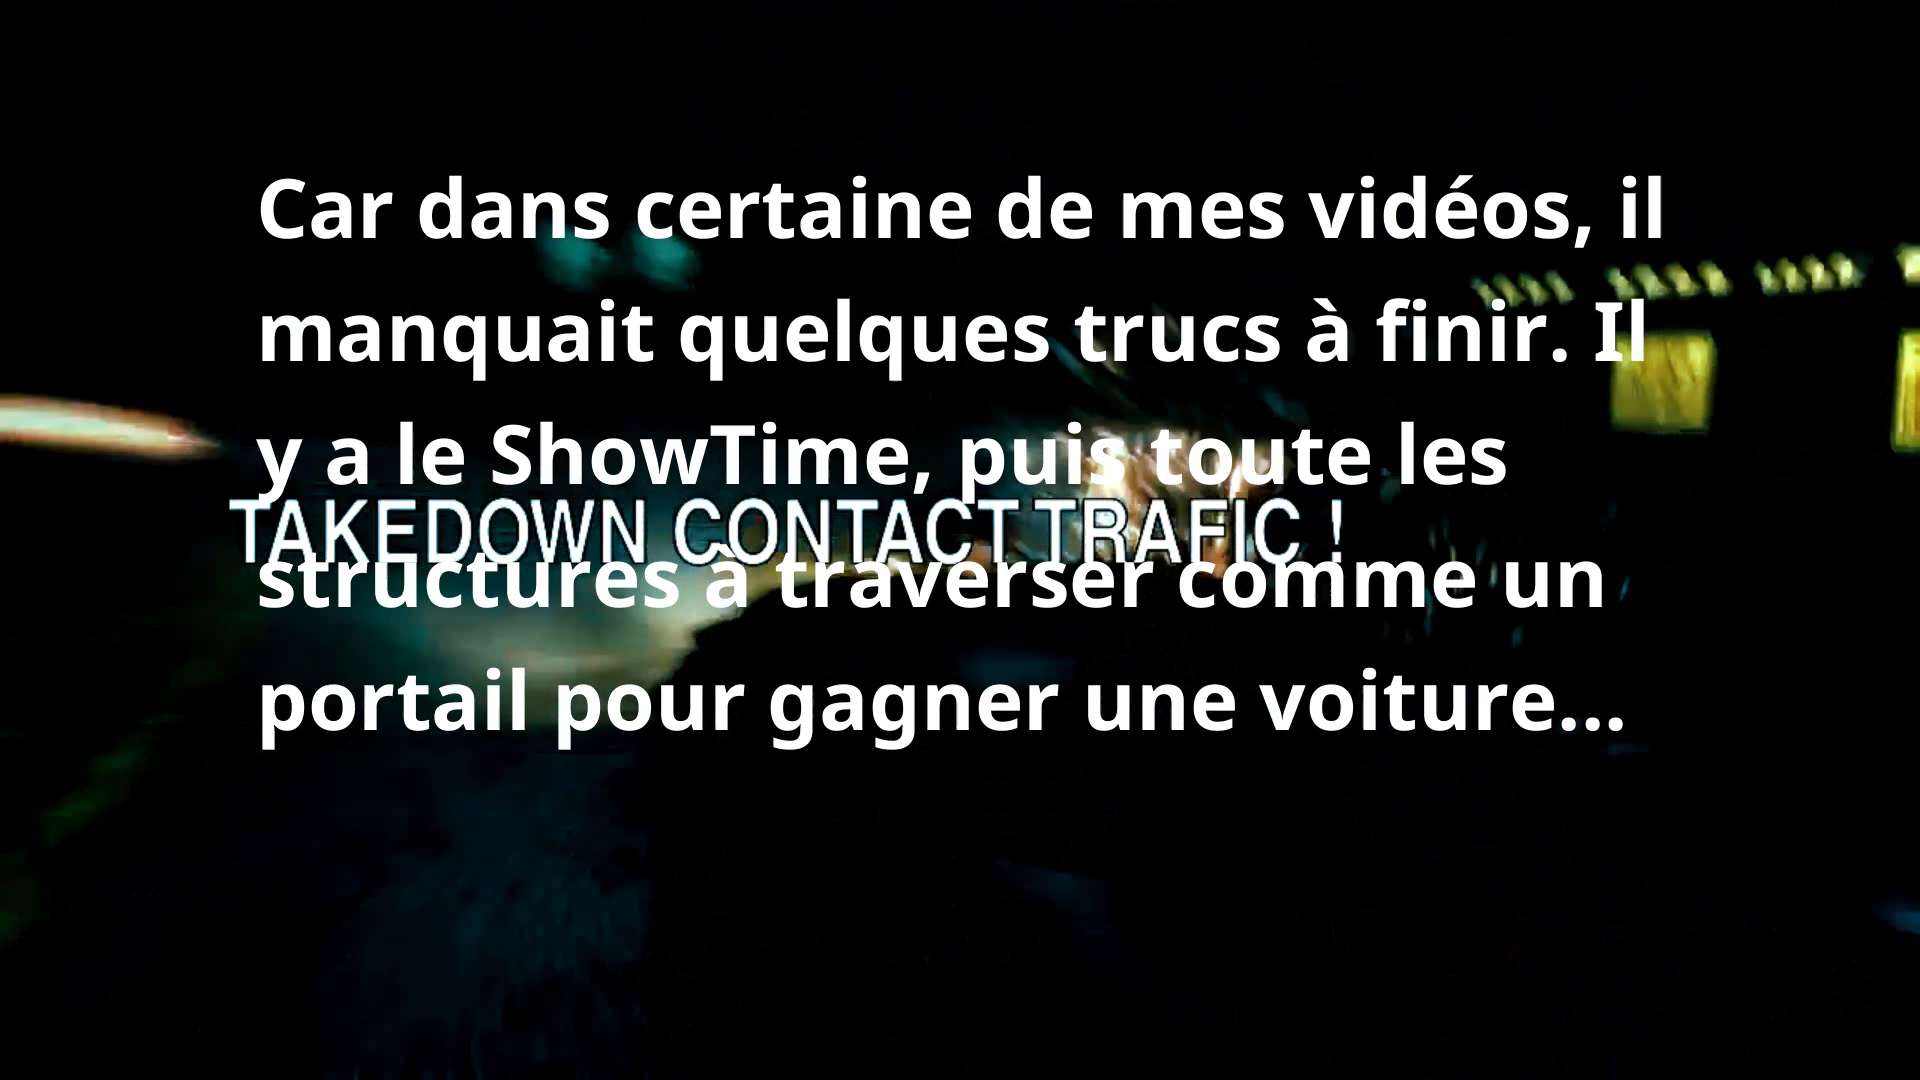 Car dans certaine de mes vidéos, il
manquait quelques trucs à finir. Il
y a le ShowTime, puis toute les
TAKEDOWN CONTACT TRAFIC !
structures à traverser comme un
portail pour gagner une voiture...